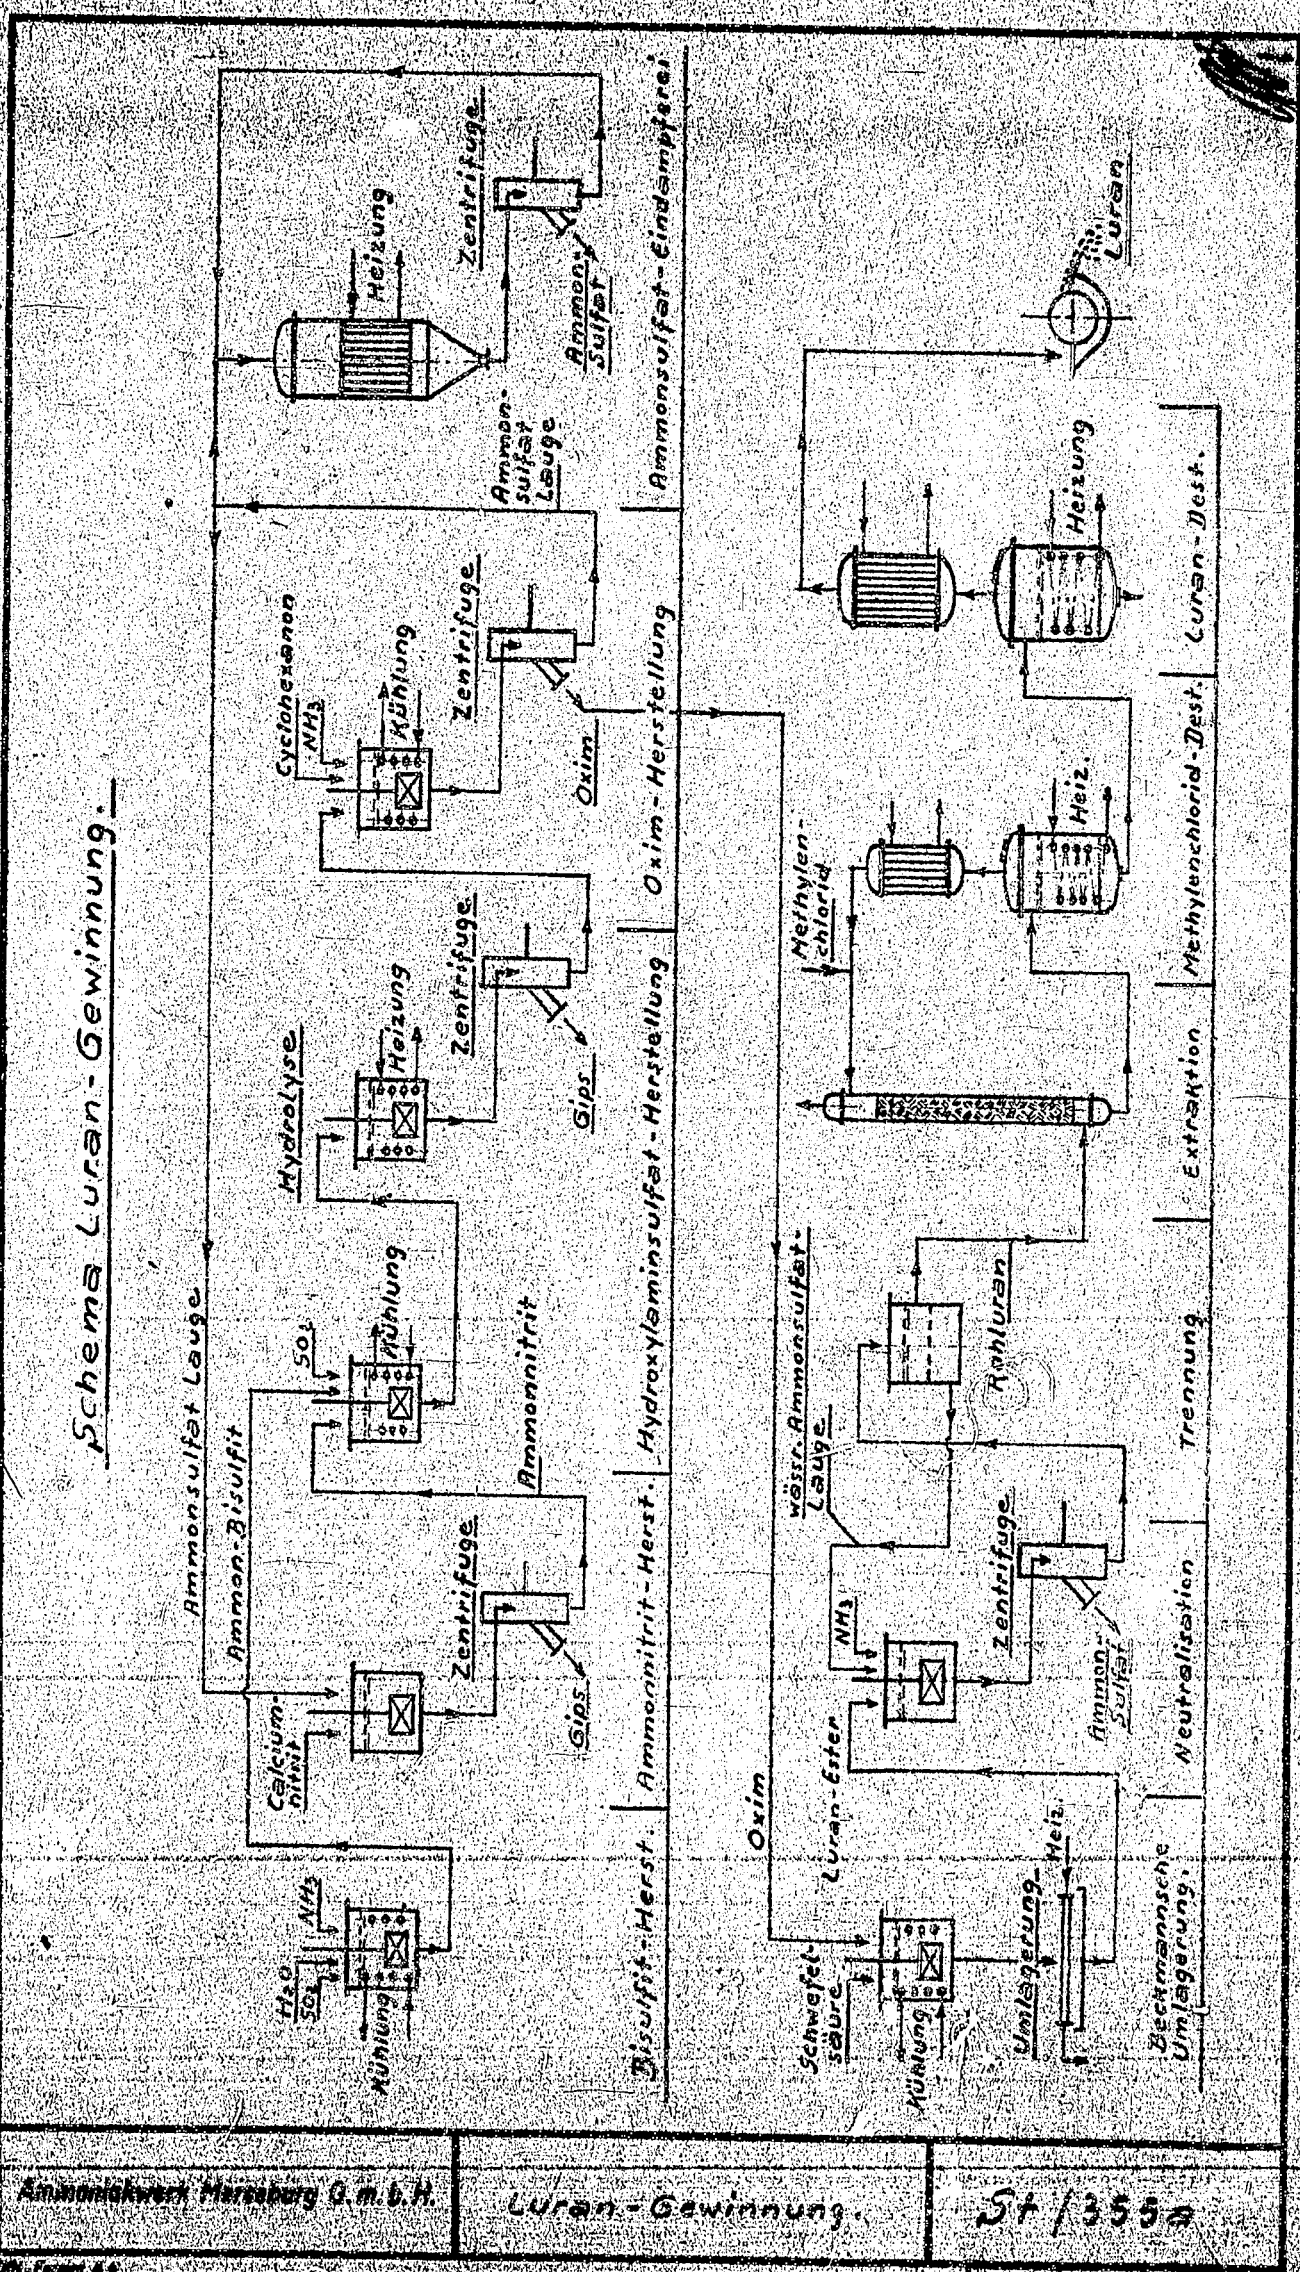 Schema Luran-Gewinnung.
Ammonsulfat Lauge
Ammon-Bisulfit
H2O
SO2
NH3
Kühlung
Calcium-
nitrit
Zentrifuge
Gips
Ammonnitrit
SO2
Kühlung
Hydrolyse
Heizung
Zentrifuge
Gips
Cyclohexanon
NH3
Kühlung
Zentrifuge
Oxim
Ammon-
sulfat
Lauge
Heizung
Zentrifuge
Ammon-
Sulfat
Bisulfit-Herst.
Ammonnitrit-Herst.
Hydroxylaminsulfat-Herstellung
Oxim-Herstellung
Ammonsulfat-Eindampferei
Oxim
Schwefel-
säure
Kühlung
Umlagerung
Heiz.
Luran-Ester
NH3
wässr. Ammonsulfat-
Lauge
Zentrifuge
Ammon-
Sulfat
Rohluran
Methylen-
chlorid
Heiz.
Heizung
Luran
Beckmannsche
Umlagerung.
Neutralisation
Trennung
Extraktion
Methylenchlorid-Dest.
Luran-Dest.
Ammoniakwerk Merseburg G.m.b.H.
Luran-Gewinnung.